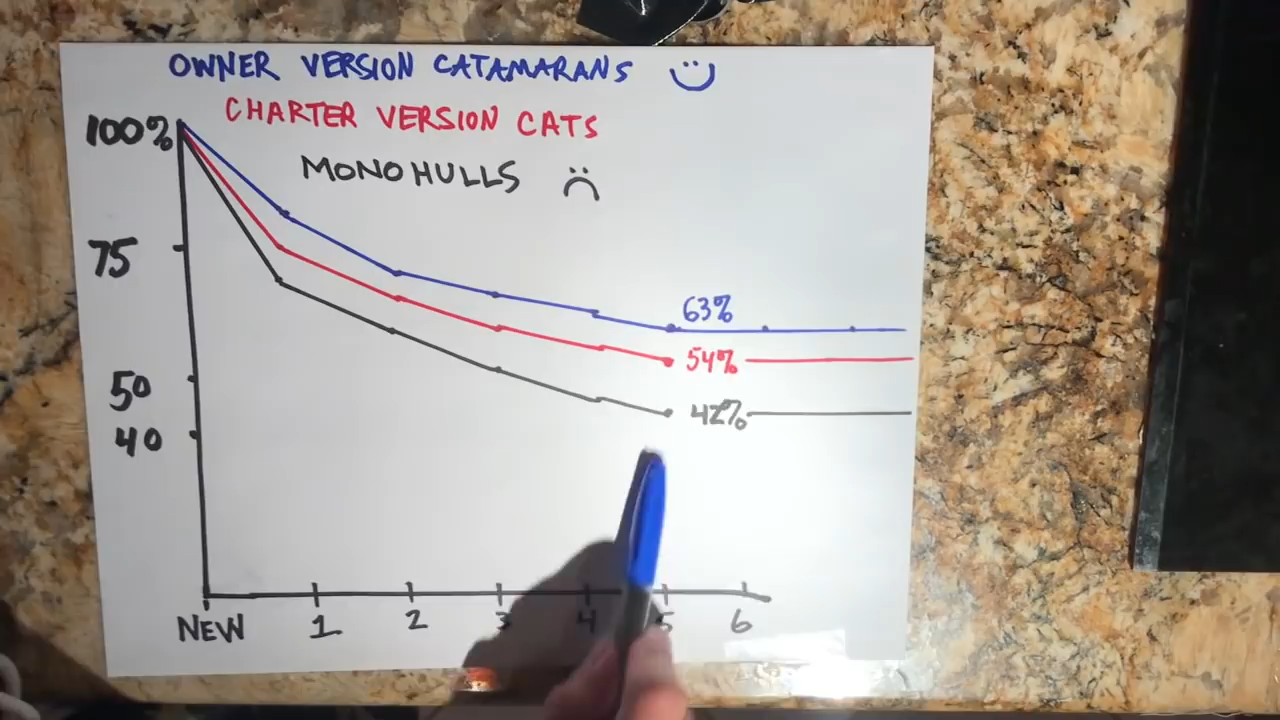 OWNER VERSION CATAMARANS
CHARTER VERSION CATS
100%
MONOHULLS
75
63%
54%
50
42%
40
NEW 1 2 3 4 5 6